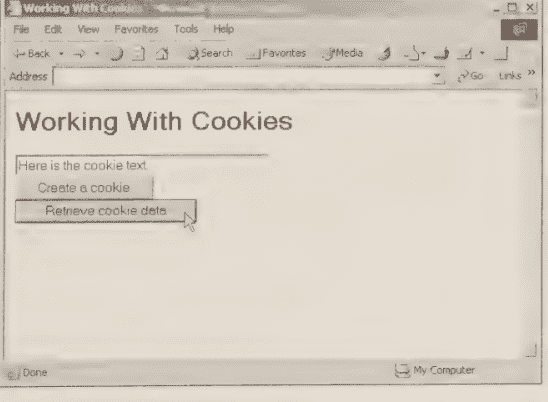 Working With Cookies
File Edit View Favorites Tools Help
Back Search Favorites Media
Address Go Links »
Working With Cookies
Here is the cookie text.
Create a cookie
Retrieve cookie data
Done My Computer